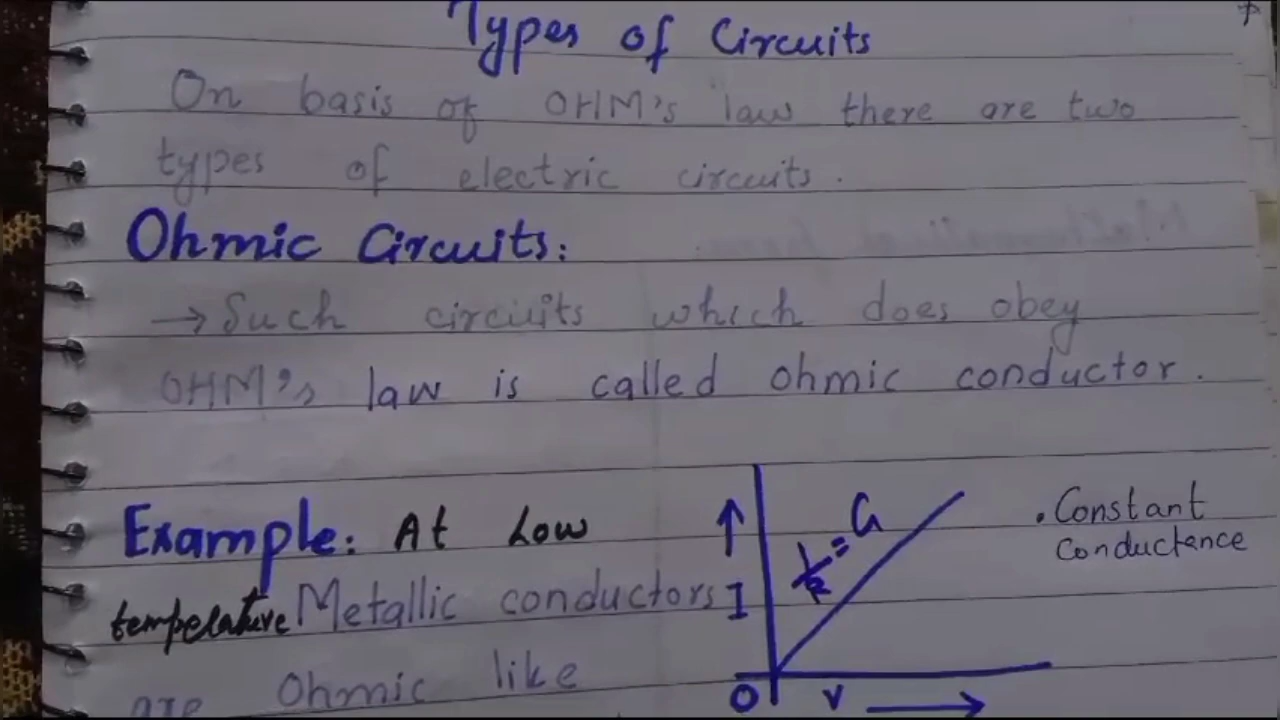 Types of Circuits
On basis of OHM's law there are two
types of electric circuits.
Ohmic Circuits:
→ Such circuits which does obey
OHM's law is called ohmic conductor.
Example: At Low
temperature Metallic conductors
are Ohmic like
1/R = G
I
O V
. Constant
Conductance